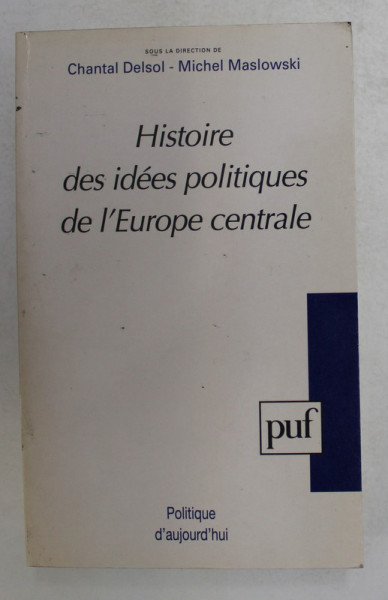 SOUS LA DIRECTION DE
Chantal Delsol - Michel Maslowski
Histoire
des idées politiques
de l'Europe centrale
puf
Politique
d'aujourd'hui